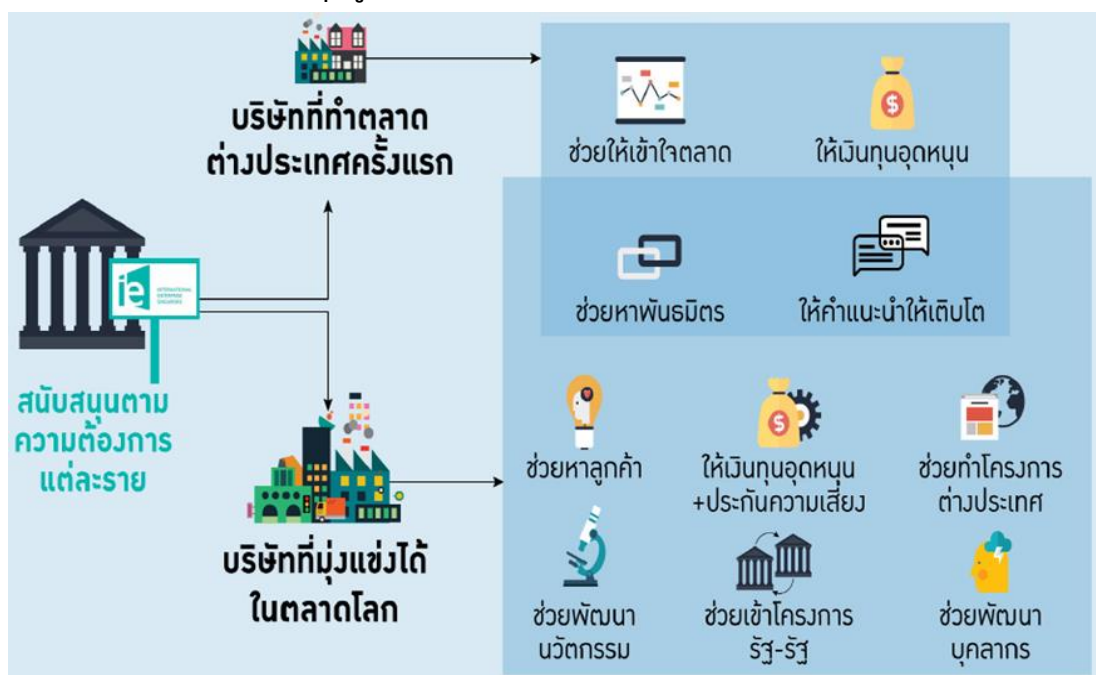 บริษัทที่ทำตลาด
ต่างประเทศครั้งแรก
ช่วยให้เข้าใจตลาด
ให้เงินทุนอุดหนุน
ช่วยหาพันธมิตร
ให้คำแนะนำให้เติบโต
ie
INTERNATIONAL
ENTERPRISE
SINGAPORE
สนับสนุนตาม
ความต้องการ
แต่ละราย
บริษัทที่มุ่งแข่งได้
ในตลาดโลก
ช่วยหาลูกค้า
ให้เงินทุนอุดหนุน
+ประกันความเสี่ยง
ช่วยทำโครงการ
ต่างประเทศ
ช่วยพัฒนา
นวัตกรรม
ช่วยเข้าโครงการ
รัฐ-รัฐ
ช่วยพัฒนา
บุคลากร